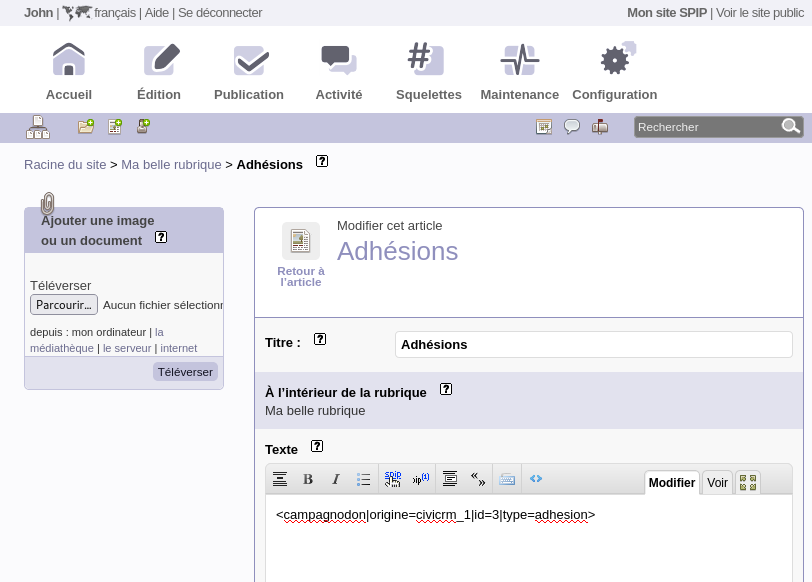 John | français | Aide | Se déconnecter
Mon site SPIP | Voir le site public
Accueil
Édition
Publication
Activité
Squelettes
Maintenance
Configuration
Rechercher
Racine du site > Ma belle rubrique > Adhésions ?
Ajouter une image
ou un document ?
Téléverser
Parcourir... Aucun fichier sélectionn
depuis : mon ordinateur | la
médiathèque | le serveur | internet
Téléverser
Retour à
l’article
Modifier cet article
Adhésions
Titre : ?
Adhésions
À l’intérieur de la rubrique ?
Ma belle rubrique
Texte ?
B I
Modifier
Voir
<campagnodon|origine=civicrm_1|id=3|type=adhesion>